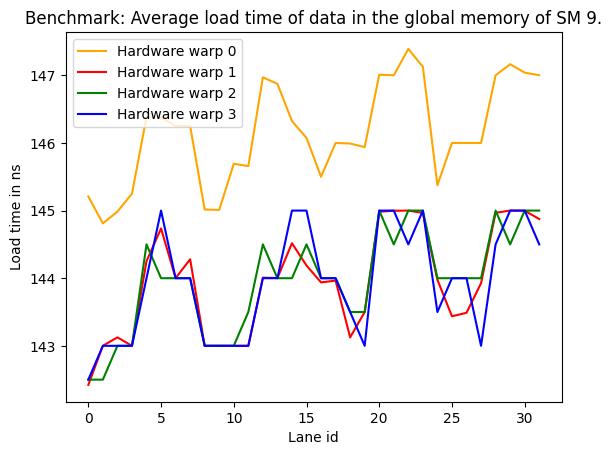 Benchmark: Average load time of data in the global memory of SM 9.
Hardware warp 0
Hardware warp 1
Hardware warp 2
Hardware warp 3
147
146
145
144
143
Load time in ns
0 5 10 15 20 25 30
Lane id